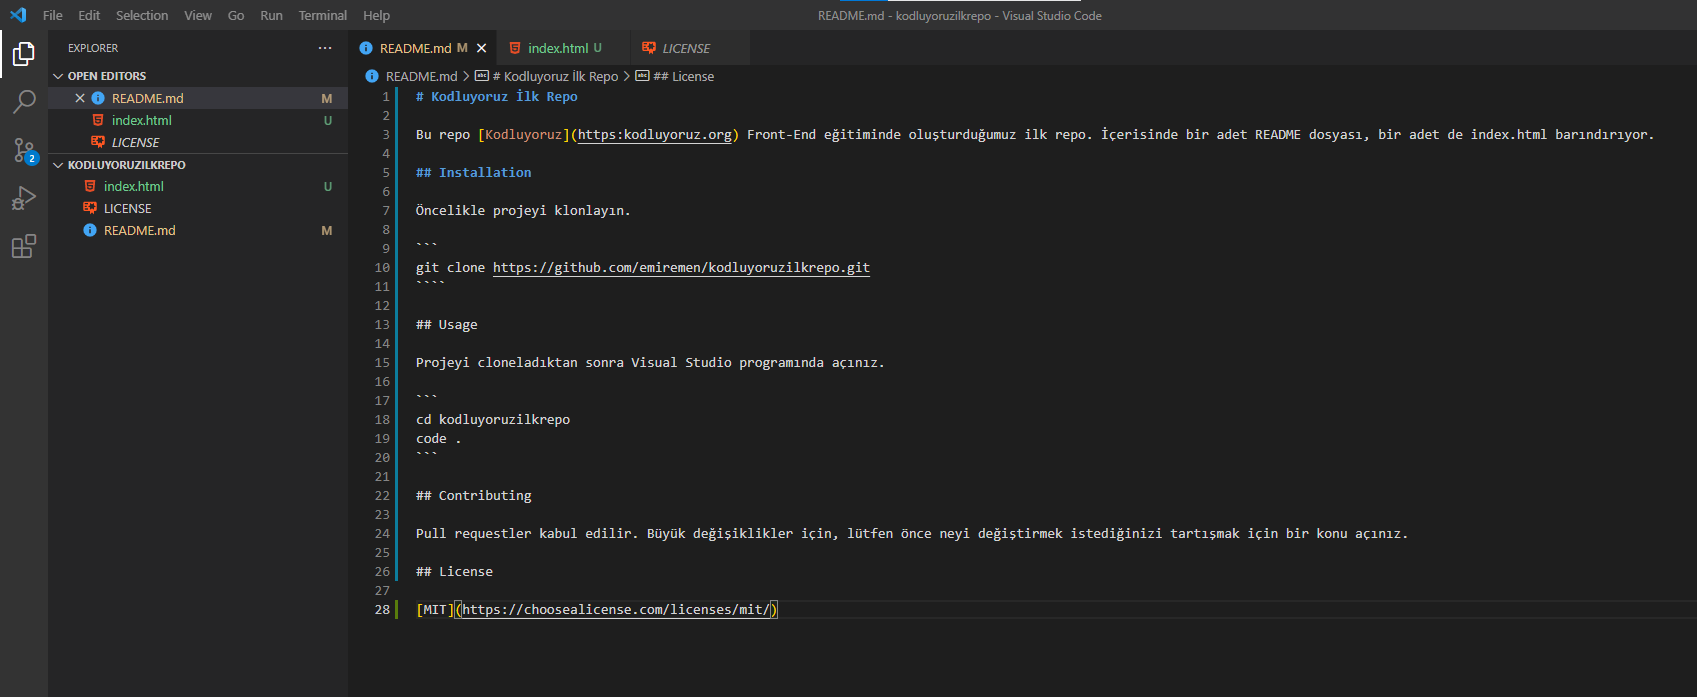 File Edit Selection View Go Run Terminal Help
README.md - kodluyoruzilkrepo - Visual Studio Code
EXPLORER ...
OPEN EDITORS
README.md M
index.html U
LICENSE
KODLUYORUZILKREPO
index.html U
LICENSE
README.md M
2
README.md M index.html U LICENSE
README.md > # Kodluyoruz İlk Repo > ## License
1 # Kodluyoruz İlk Repo
2
3 Bu repo [Kodluyoruz](https:kodluyoruz.org) Front-End eğitiminde oluşturduğumuz ilk repo. İçerisinde bir adet README dosyası, bir adet de index.html barındırıyor.
4
5 ## Installation
6
7 Öncelikle projeyi klonlayın.
8
9 ```
10 git clone https://github.com/emiremen/kodluyoruzilkrepo.git
11 ````
12
13 ## Usage
14
15 Projeyi cloneladıktan sonra Visual Studio programında açınız.
16
17 ```
18 cd kodluyoruzilkrepo
19 code .
20 ```
21
22 ## Contributing
23
24 Pull requestler kabul edilir. Büyük değişiklikler için, lütfen önce neyi değiştirmek istediğinizi tartışmak için bir konu açınız.
25
26 ## License
27
28 [MIT](https://choosealicense.com/licenses/mit/)